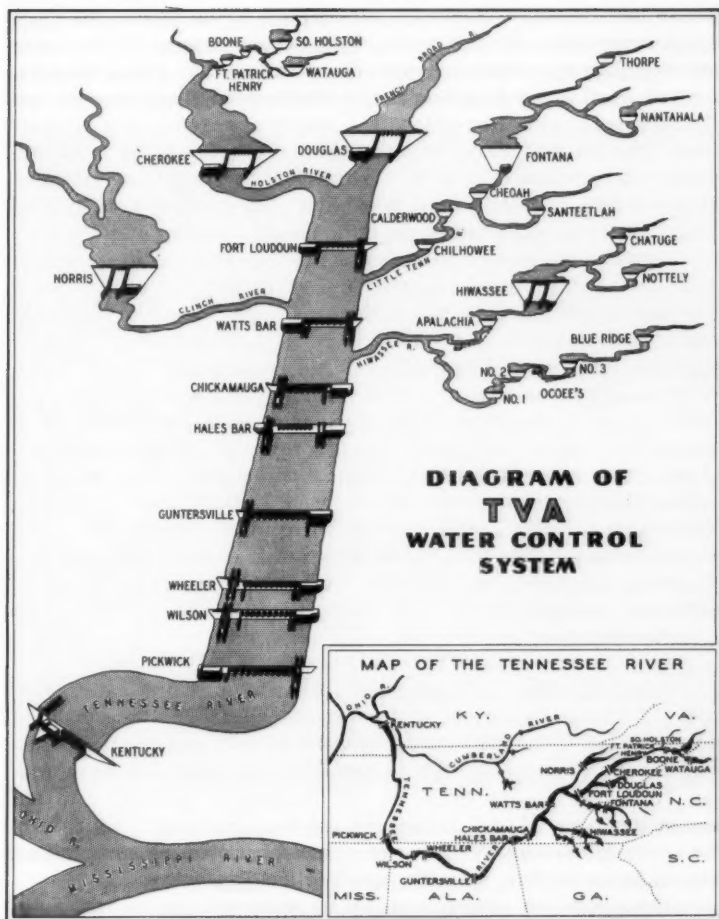 BOONE
SO. HOLSTON
FT. PATRICK
HENRY
WATAUGA
FRENCH BROAD R.
THORPE
NANTAHALA
CHEROKEE
DOUGLAS
HOLSTON RIVER
FONTANA
CHEOAH
CALDERWOOD
SANTEETLAH
CHILHOWEE
FORT LOUDOUN
LITTLE TENN
CHATUGE
NOTTELY
HIWASSEE
NORRIS
CLINCH RIVER
WATTS BAR
APALACHIA
HIWASSEE R.
BLUE RIDGE
NO. 2
NO. 3
OCOEE'S
NO. 1
CHICKAMAUGA
HALES BAR
GUNTERSVILLE
WHEELER
WILSON
PICKWICK
TENNESSEE RIVER
KENTUCKY
OHIO R.
MISSISSIPPI RIVER
DIAGRAM OF
TVA
WATER CONTROL
SYSTEM
MAP OF THE TENNESSEE RIVER
OHIO R.
KENTUCKY
KY.
VA.
CUMBERLAND RIVER
SO. HOLSTON
FT. PATRICK
HENRY
BOONE
WATAUGA
NORRIS
CHEROKEE
DOUGLAS
FORT LOUDOUN
FONTANA
N.C.
TENN.
WATTS BAR
TENNESSEE RIVER
PICKWICK
CHICKAMAUGA
HALES BAR
HIWASSEE
WHEELER
WILSON
GUNTERSVILLE
S.C.
MISS.
ALA.
GA.